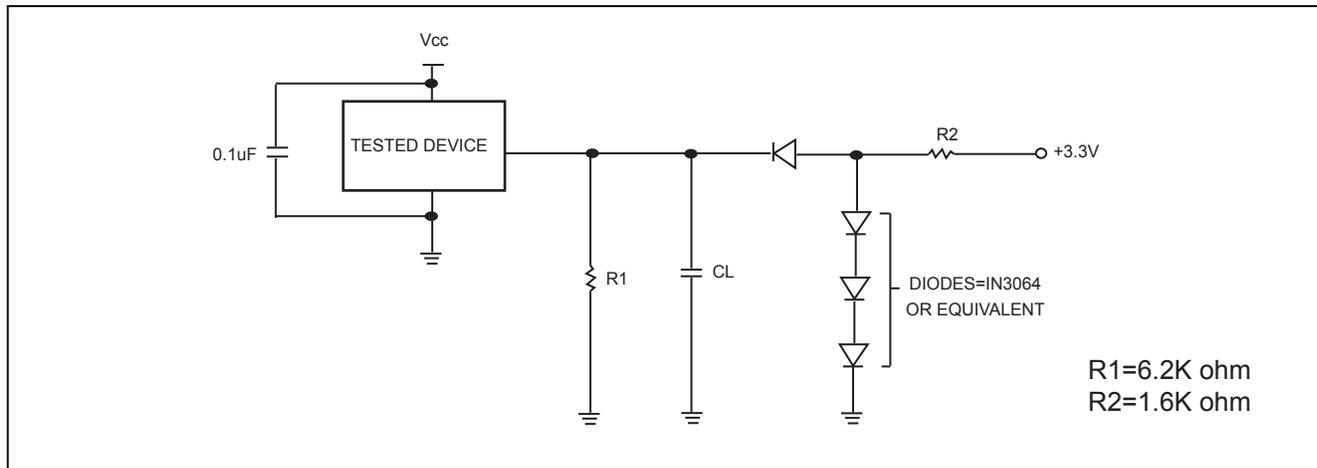 Vcc
0.1uF
TESTED DEVICE
R2
+3.3V
R1
CL
DIODES=IN3064
OR EQUIVALENT
R1=6.2K ohm
R2=1.6K ohm